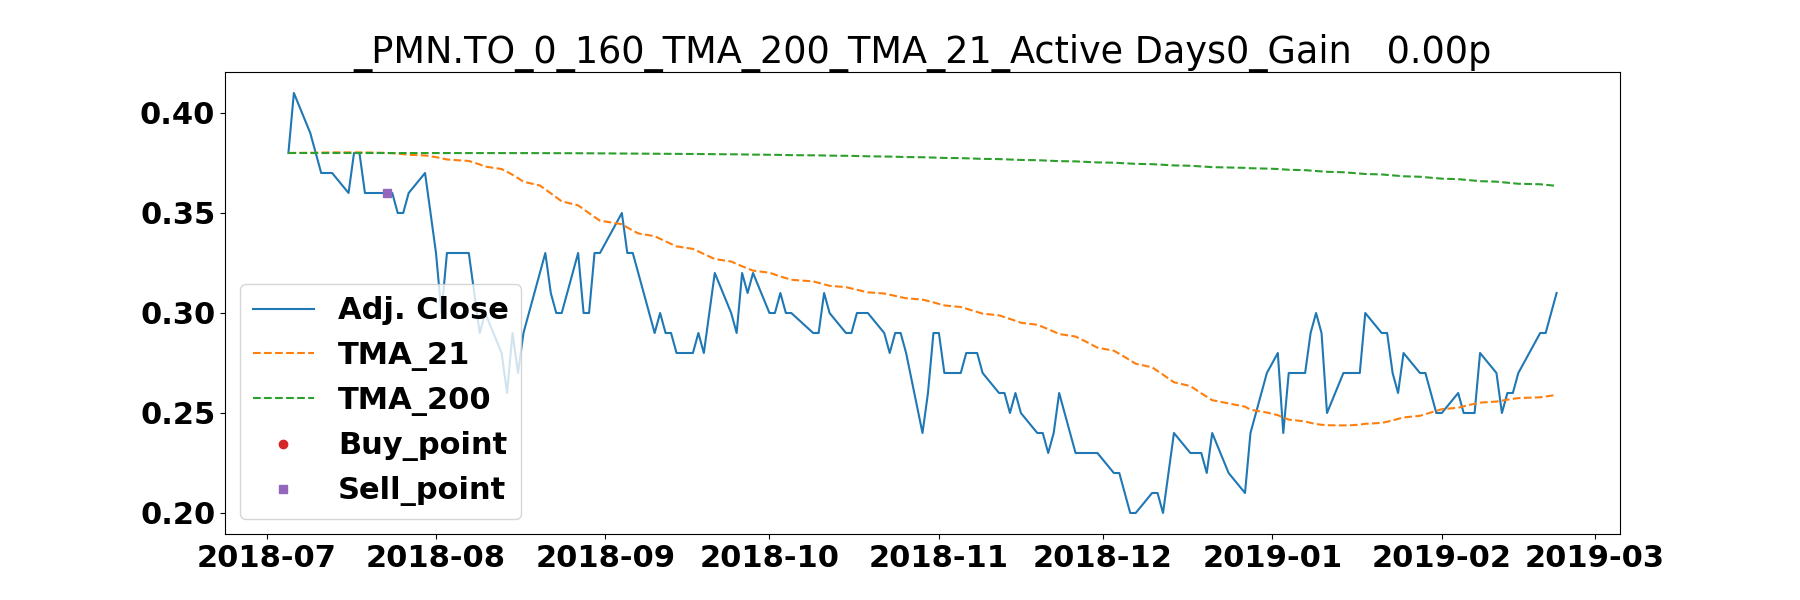 _PMN.TO_0_160_TMA_200_TMA_21_Active Days0_Gain   0.00p
0.40
0.35
0.30
0.25
0.20
Adj. Close
TMA_21
TMA_200
Buy_point
Sell_point
2018-07 2018-08 2018-09 2018-10 2018-11 2018-12 2019-01 2019-02 2019-03